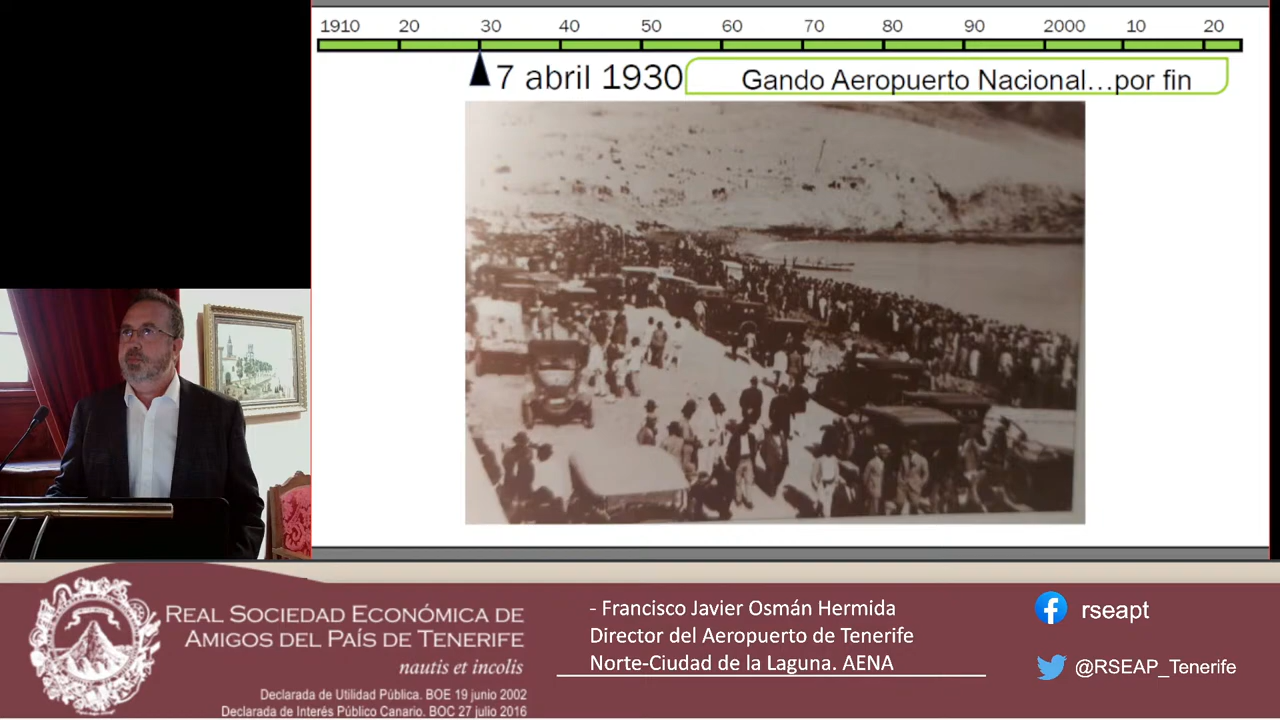 1910 20 30 40 50 60 70 80 90 2000 10 20
7 abril 1930
Gando Aeropuerto Nacional...por fin
REAL SOCIEDAD ECONÓMICA DE
AMIGOS DEL PAÍS DE TENERIFE
nautis et incolis
Declarada de Utilidad Pública. BOE 19 junio 2002
Declarada de Interés Público Canario. BOC 27 julio 2016
- Francisco Javier Osmán Hermida
Director del Aeropuerto de Tenerife
Norte-Ciudad de la Laguna. AENA
rseapt
@RSEAP_Tenerife